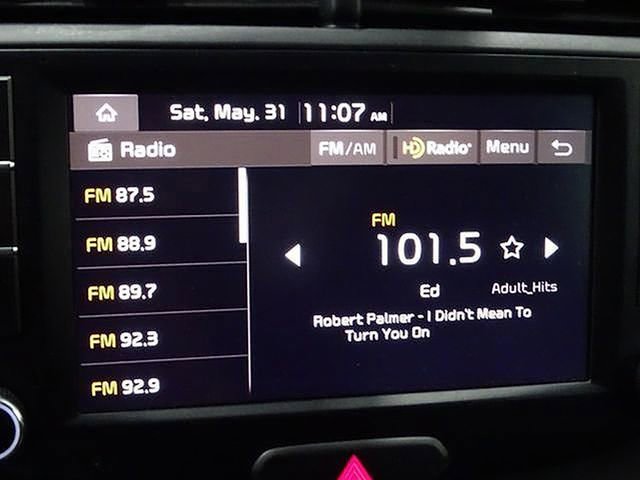 Sat, May. 31 11:07 AM
Radio FM/AM HD Radio Menu
FM 87.5
FM 88.9
FM 89.7
FM 92.3
FM 92.9
FM
101.5
Ed Adult_Hits
Robert Palmer - I Didn't Mean To
Turn You On